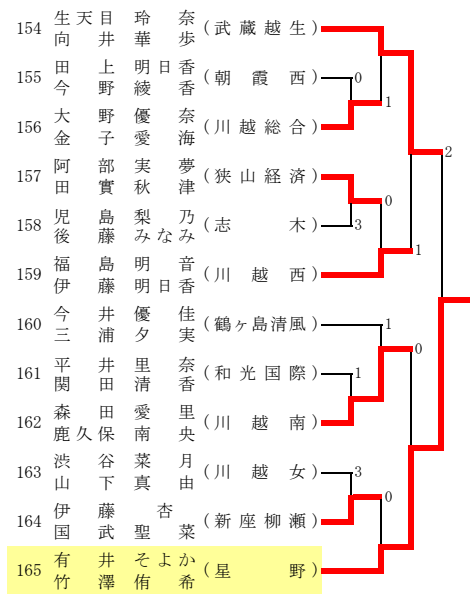 154 生天目 玲奈 (武蔵越生)
向井 華歩
155 田上 明日香 (朝霞西) 0
今野 綾香
1
156 大野 優奈 (川越総合)
金子 愛海
2
157 阿部 実夢 (狭山経済)
田實 秋津
0
158 児島 梨乃 (志木) 3
後藤 みなみ
1
159 福島 明音 (川越西)
伊藤 明日香
160 今井 優佳 (鶴ヶ島清風) 1
三浦 夕実
0
161 平井 里奈 (和光国際) 1
関田 清香
162 森田 愛里 (川越南)
鹿久保 南央
163 渋谷 菜月 (川越女) 3
山下 真由
0
164 伊藤 杏 (新座柳瀬)
国武 聖菜
165 有井 そよか (星野)
竹澤 侑希